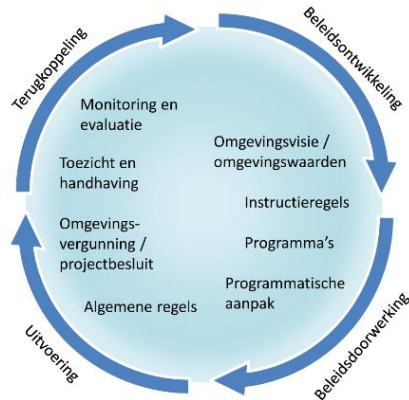 Terugkoppeling
Beleidsontwikkeling
Monitoring en
evaluatie
Toezicht en
handhaving
Omgevings-
vergunning /
projectbesluit
Algemene regels
Omgevingsvisie /
omgevingswaarden
Instructieregels
Programma's
Programmatische
aanpak
Uitvoering
Beleidsdoorwerking